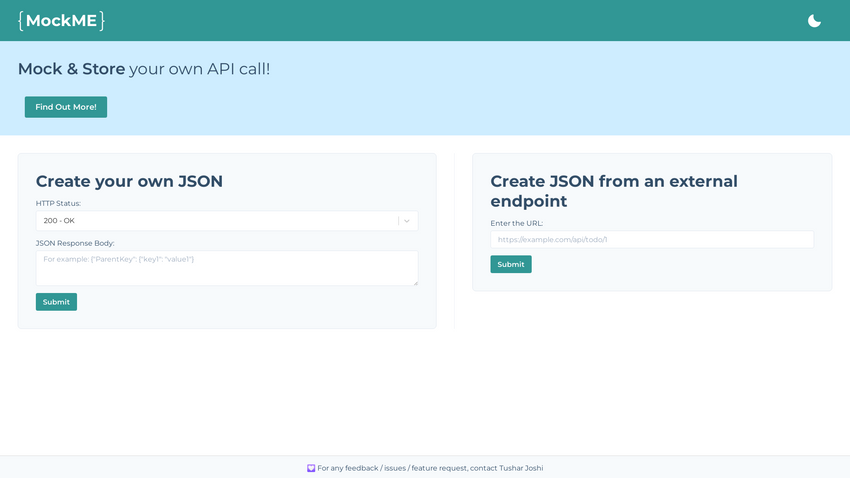 {MockME}
Mock & Store your own API call!
Find Out More!
Create your own JSON
HTTP Status:
200 - OK
JSON Response Body:
For example: {"ParentKey": {"key1": "value1"}
Submit
Create JSON from an external
endpoint
Enter the URL:
https://example.com/api/todo/1
Submit
For any feedback / issues / feature request, contact Tushar Joshi